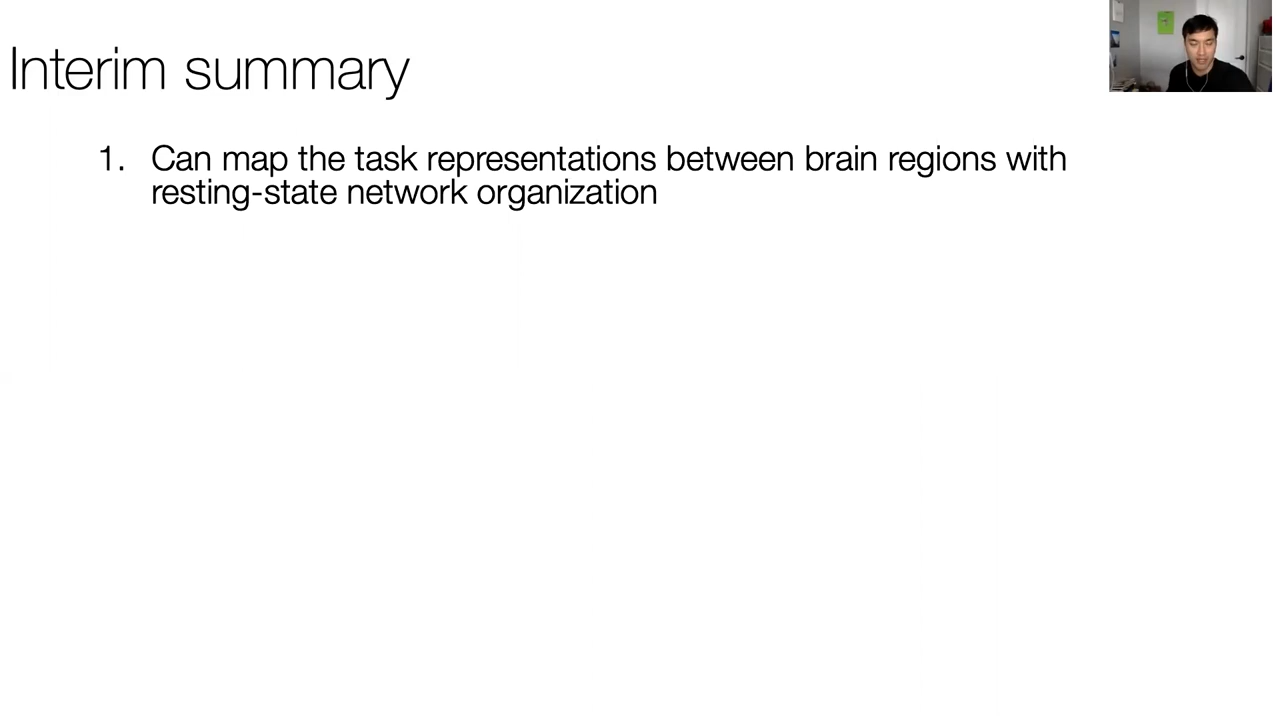 Interim summary
1. Can map the task representations between brain regions with
resting-state network organization